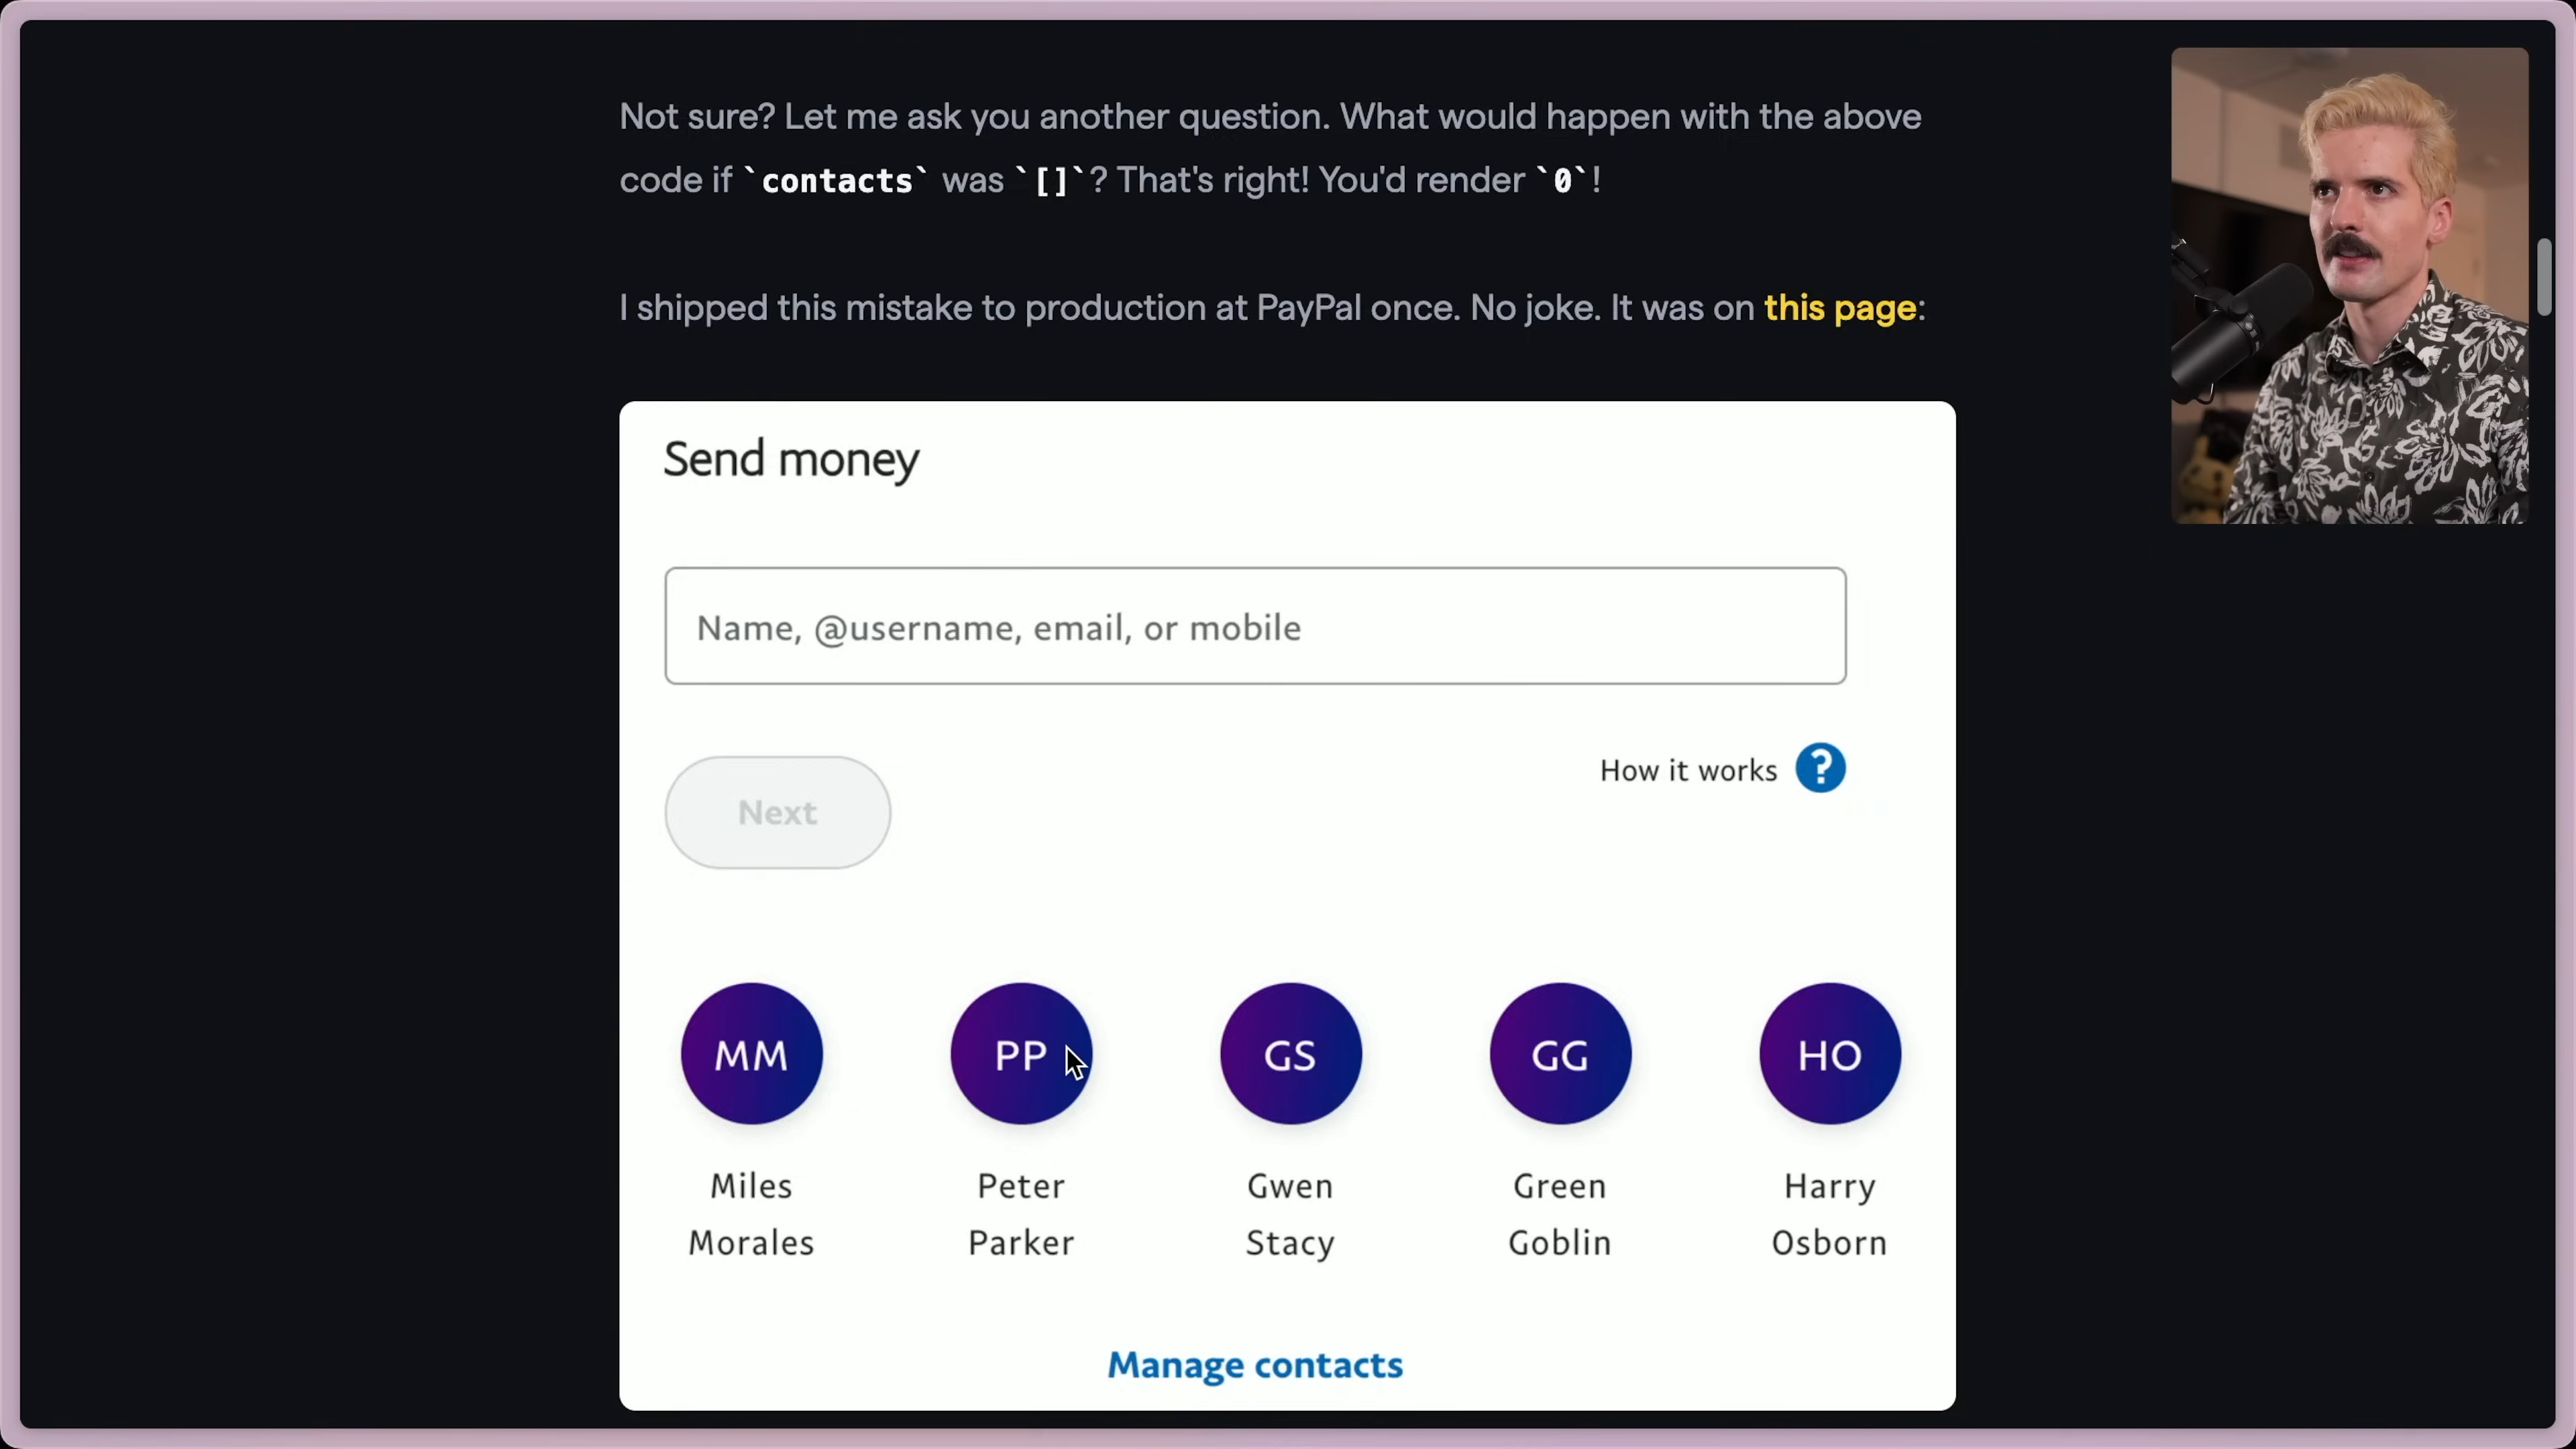 Not sure? Let me ask you another question. What would happen with the above
code if `contacts` was `[]`? That's right! You'd render `0`!
I shipped this mistake to production at PayPal once. No joke. It was on this page:
Send money
Name, @username, email, or mobile
How it works ?
Next
MM PP GS GG HO
Miles Peter Gwen Green Harry
Morales Parker Stacy Goblin Osborn
Manage contacts